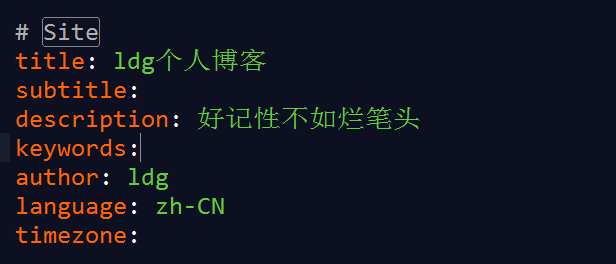 # Site
title: ldg个人博客
subtitle:
description: 好记性不如烂笔头
keywords:
author: ldg
language: zh-CN
timezone: